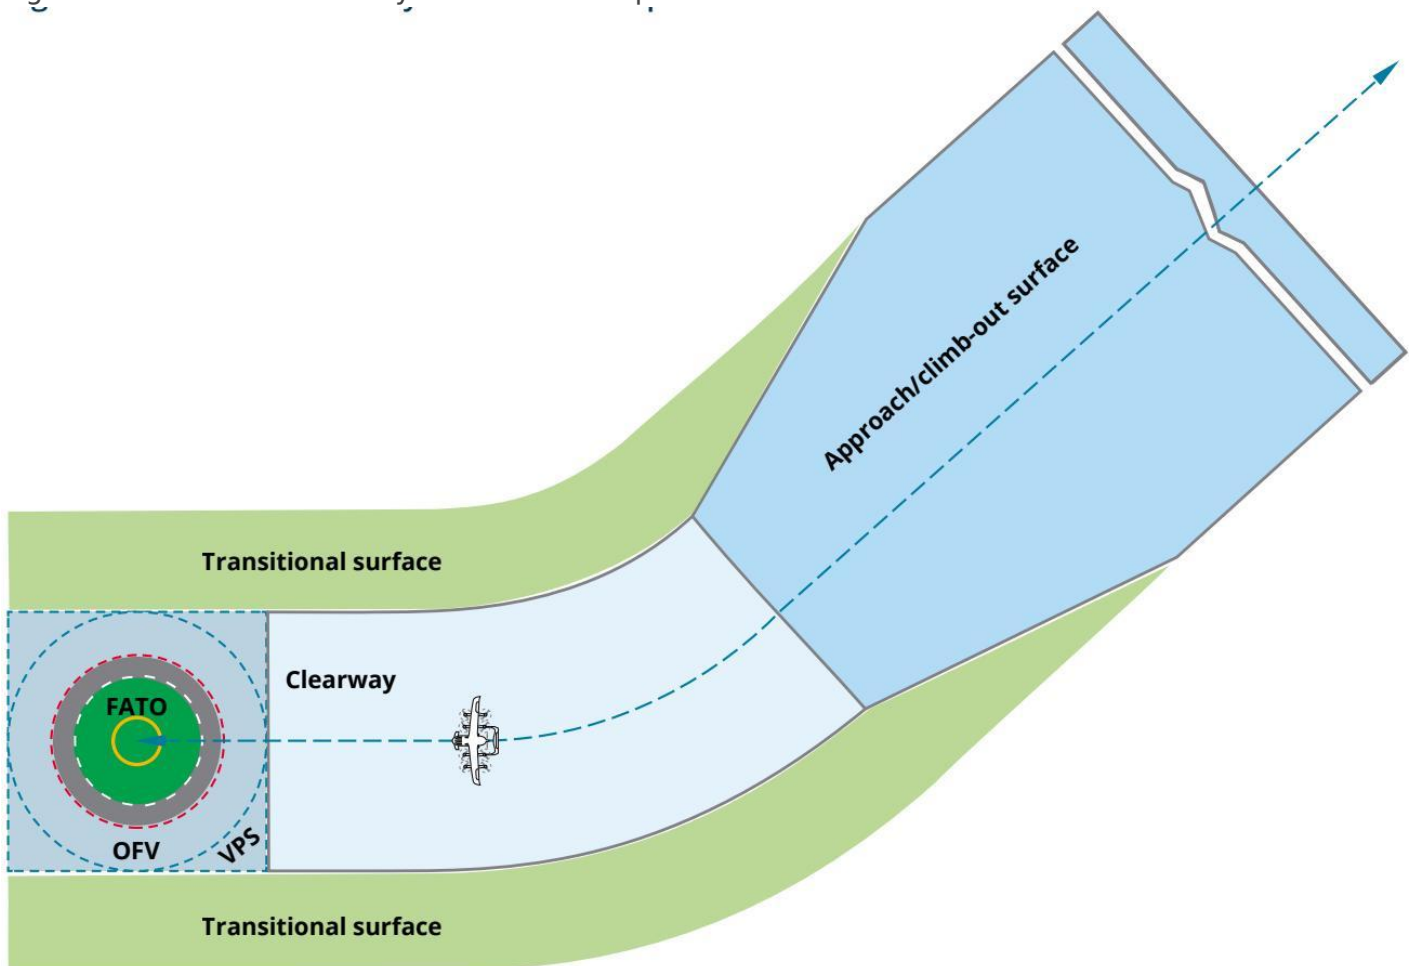 Approach/climb-out surface
Transitional surface
Clearway
FATO
OFV
VPS
Transitional surface